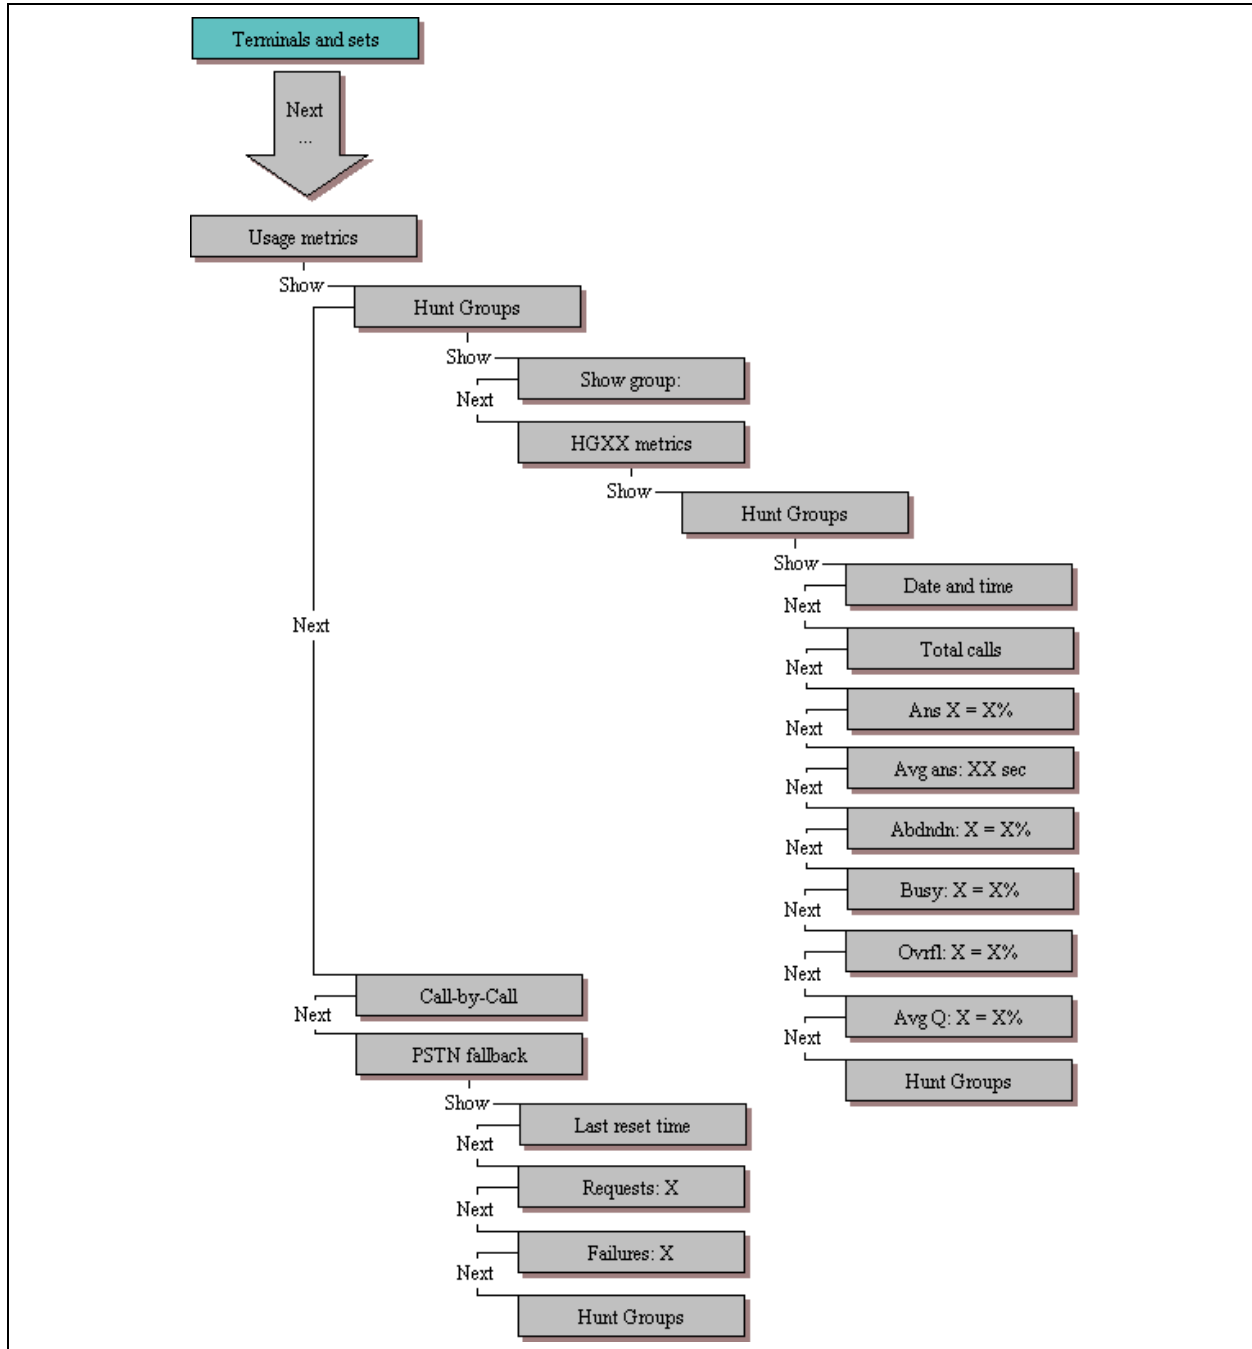 Terminals and sets
Next
...
Usage metrics
Show
Hunt Groups
Show
Show group:
Next
HGXX metrics
Show
Hunt Groups
Show
Date and time
Next
Total calls
Next
Ans X = X%
Next
Avg ans: XX sec
Next
Abdndn: X = X%
Next
Busy: X = X%
Next
Ovrfl: X = X%
Next
Avg Q: X = X%
Next
Hunt Groups
Next
Call-by-Call
Next
PSTN fallback
Show
Last reset time
Next
Requests: X
Next
Failures: X
Next
Hunt Groups